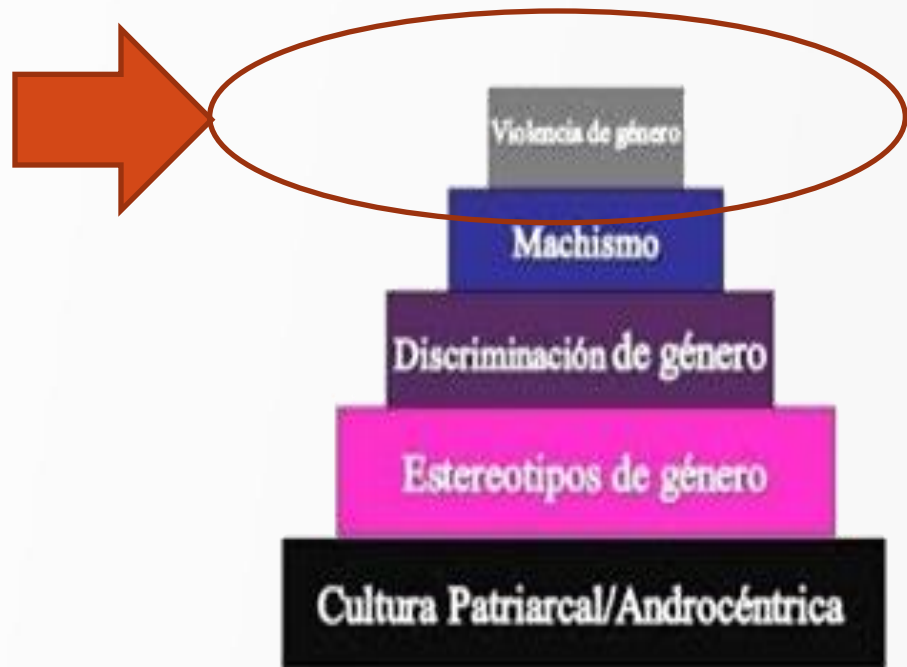 Violencia de género
Machismo
Discriminación de género
Estereotipos de género
Cultura Patriarcal/Androcéntrica